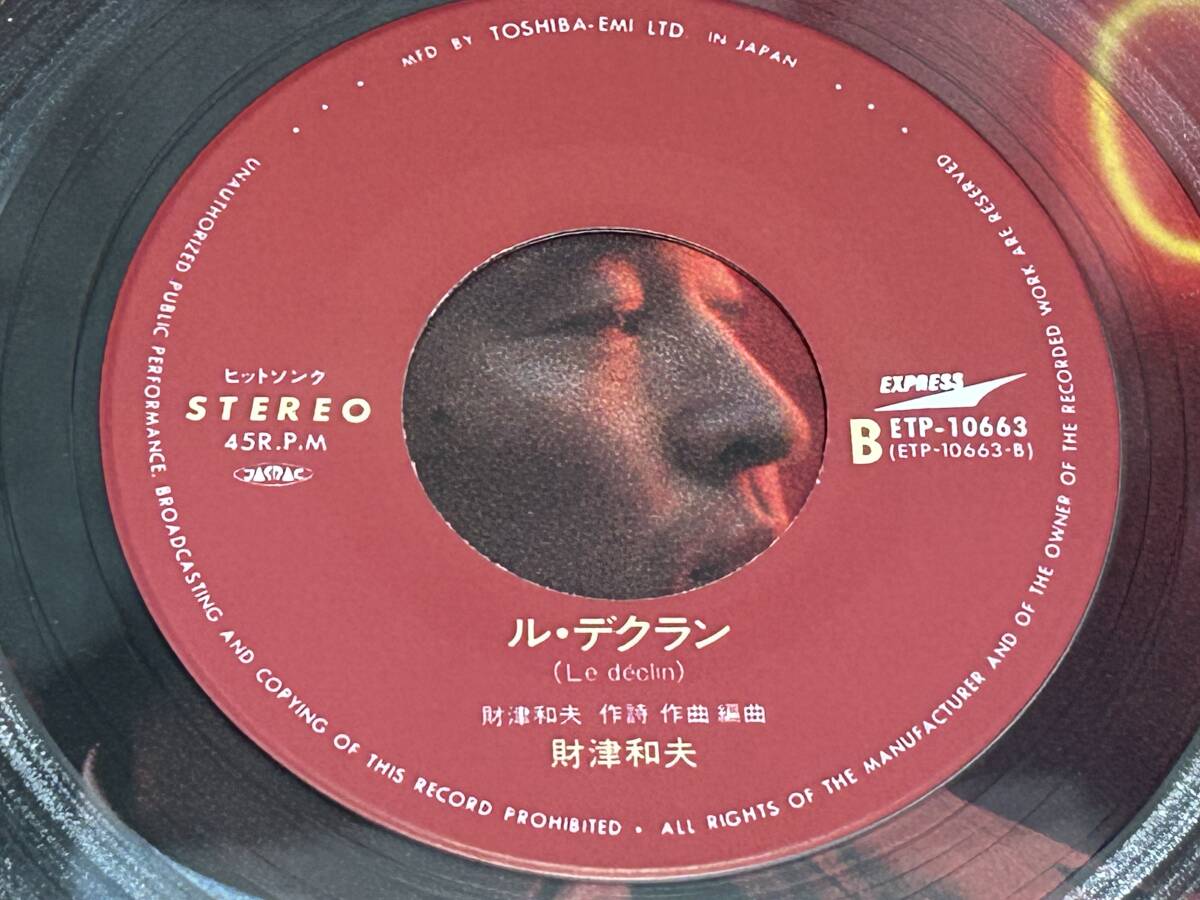 MFD BY TOSHIBA-EMI LTD. IN JAPAN
ヒットソング
STEREO
45R.P.M
JASRAC
EXPRESS
B ETP-10663
(ETP-10663-B)
ル・デクラン
(Le déclin)
財津和夫 作詩 作曲 編曲
財津和夫
UNAUTHORIZED PUBLIC PERFORMANCE, BROADCASTING AND COPYING OF THIS RECORD PROHIBITED • ALL RIGHTS OF THE MANUFACTURER AND OF THE OWNER OF THE RECORDED WORK ARE RESERVED